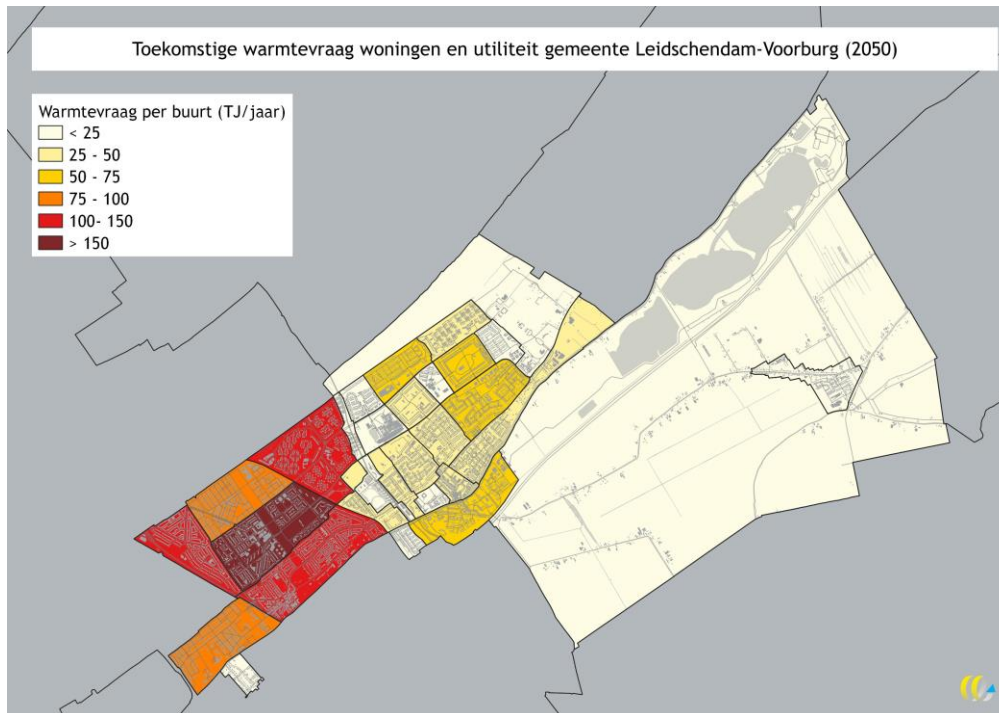 Toekomstige warmtevraag woningen en utiliteit gemeente Leidschendam-Voorburg (2050)
Warmtevraag per buurt (TJ/jaar)
< 25
25 - 50
50 - 75
75 - 100
100- 150
> 150